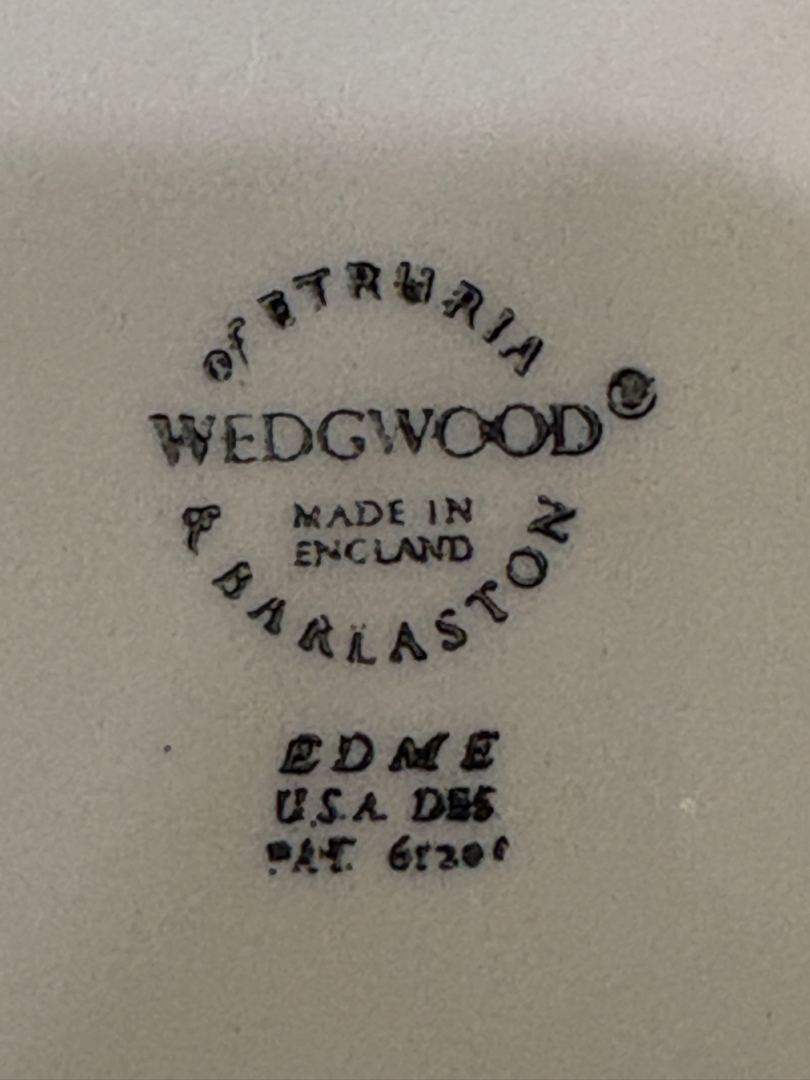 of ETRURIA
WEDGWOOD®
MADE IN
ENGLAND
& BARLASTON
EDME
U.S.A. DES
PAT.